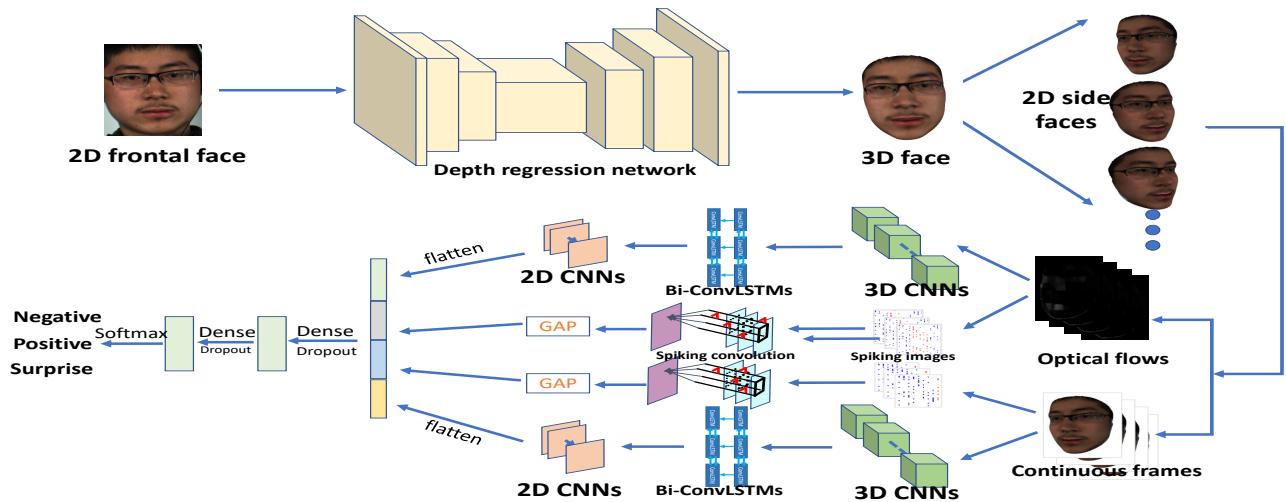 2D frontal face
Depth regression network
3D face
2D side
faces
flatten
2D CNNs
Bi-ConvLSTMs
3D CNNs
Optical flows
GAP
Spiking convolution
Spiking images
Negative
Positive
Surprise
Softmax
Dense
Dropout
Dense
Dropout
GAP
flatten
2D CNNs
Bi-ConvLSTMs
3D CNNs
Continuous frames